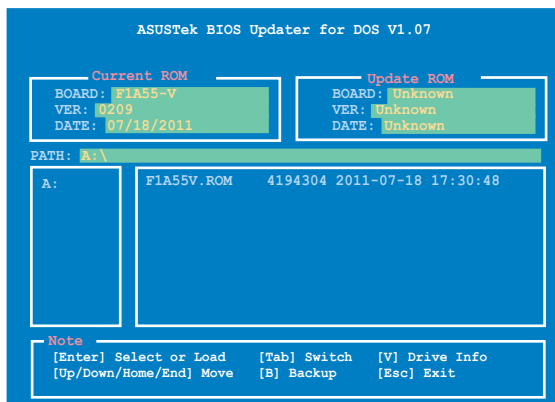 ASUSTek BIOS Updater for DOS V1.07
Current ROM
BOARD: F1A55-V
VER: 0209
DATE: 07/18/2011
Update ROM
BOARD: Unknown
VER: Unknown
DATE: Unknown
PATH: A:\
A:
F1A55V.ROM 4194304 2011-07-18 17:30:48
Note
[Enter] Select or Load [Tab] Switch [V] Drive Info
[Up/Down/Home/End] Move [B] Backup [Esc] Exit